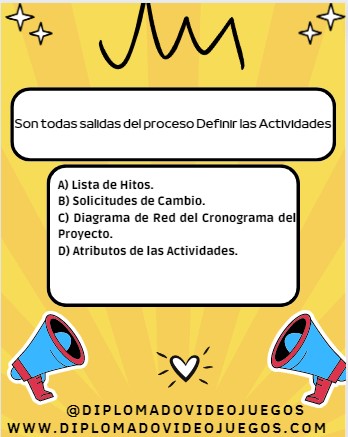 Son todas salidas del proceso Definir las Actividades
A) Lista de Hitos.
B) Solicitudes de Cambio.
C) Diagrama de Red del Cronograma del
Proyecto.
D) Atributos de las Actividades.
@DIPLOMADOVIDEOJUEGOS
WWW.DIPLOMADOVIDEOJUEGOS.COM